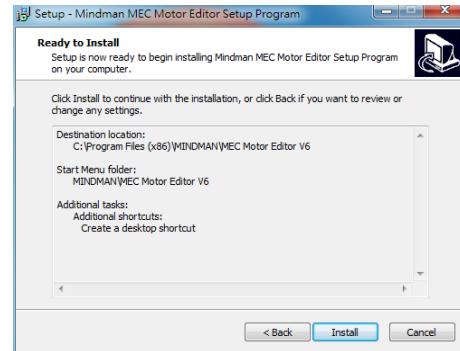 Setup - Mindman MEC Motor Editor Setup Program
Ready to Install
Setup is now ready to begin installing Mindman MEC Motor Editor Setup Program
on your computer.
Click Install to continue with the installation, or click Back if you want to review or
change any settings.
Destination location:
C:\Program Files (x86)\MINDMAN\MEC Motor Editor V6
Start Menu folder:
MINDMAN\MEC Motor Editor V6
Additional tasks:
Additional shortcuts:
Create a desktop shortcut
< Back Install Cancel